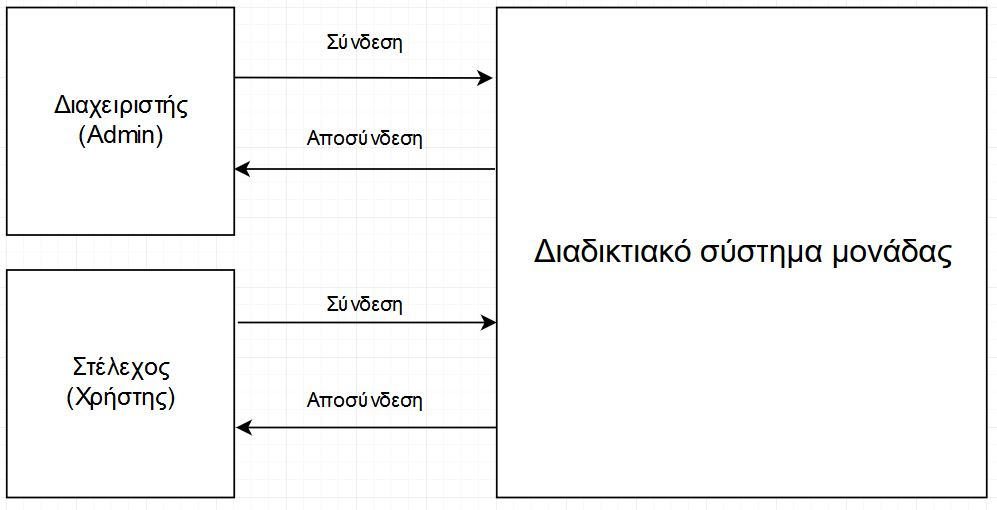 Διαχειριστής
(Admin)
Σύνδεση
Αποσύνδεση
Στέλεχος
(Χρήστης)
Σύνδεση
Αποσύνδεση
Διαδικτιακό σύστημα μονάδας